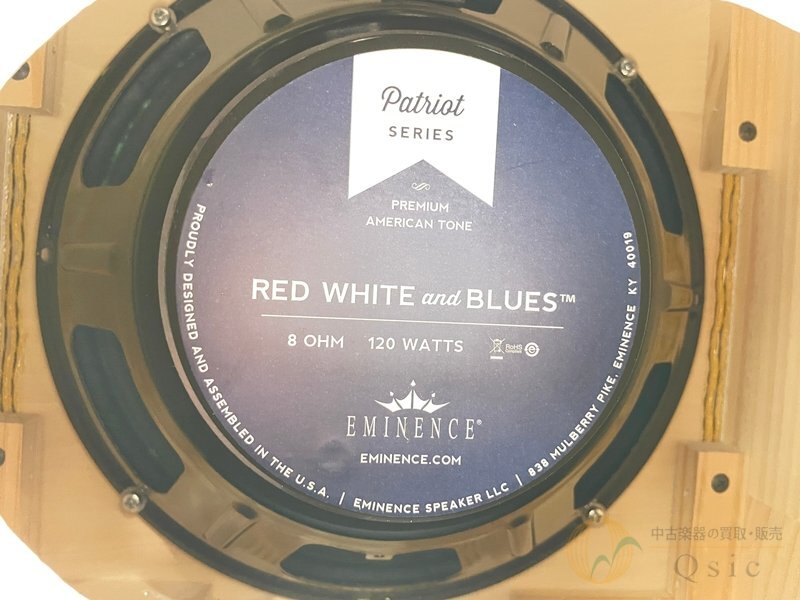 Patriot
SERIES
PREMIUM
AMERICAN TONE
RED WHITE and BLUES™
8 OHM 120 WATTS
RoHS
Compliant
EMINENCE®
EMINENCE.COM
PROUDLY DESIGNED AND ASSEMBLED IN THE U.S.A. | EMINENCE SPEAKER LLC | 838 MULBERRY PIKE, EMINENCE KY 40019
中古楽器の買取・販売
Qsic